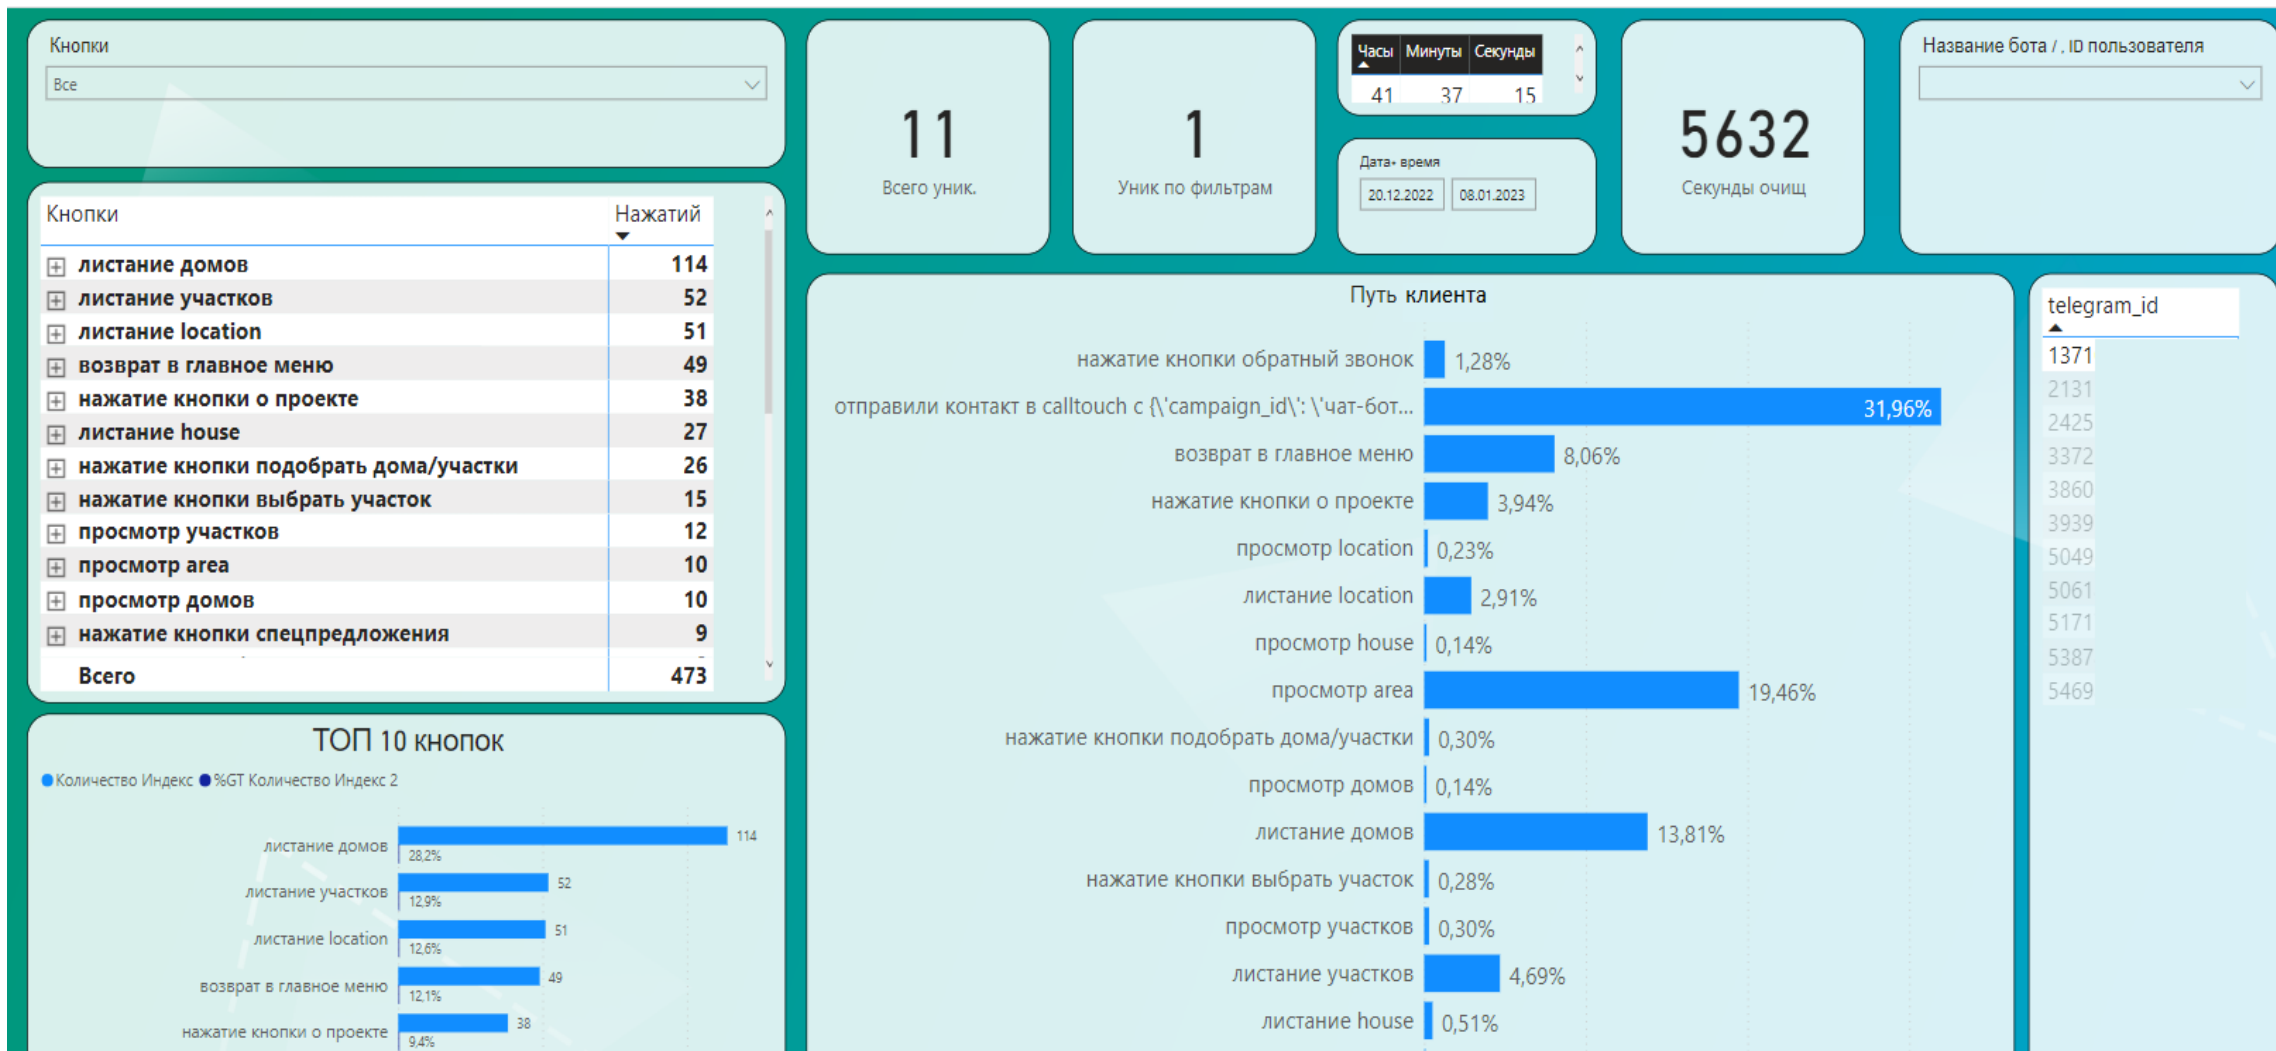 Кнопки
Все
11
Всего уник.
1
Уник по фильтрам
Часы Минуты Секунды
41 37 15
Дата+ время
20.12.2022 08.01.2023
5632
Секунды очищ
Название бота / , ID пользователя
Кнопки Нажатий
листание домов 114
листание участков 52
листание location 51
возврат в главное меню 49
нажатие кнопки о проекте 38
листание house 27
нажатие кнопки подобрать дома/участки 26
нажатие кнопки выбрать участок 15
просмотр участков 12
просмотр area 10
просмотр домов 10
нажатие кнопки спецпредложения 9
Всего 473
ТОП 10 кнопок
Количество Индекс %GT Количество Индекс 2
листание домов 114
28,2%
листание участков 52
12,9%
листание location 51
12,6%
возврат в главное меню 49
12,1%
нажатие кнопки о проекте 38
9,4%
Путь клиента
нажатие кнопки обратный звонок 1,28%
отправили контакт в calltouch с {\'campaign_id\': \'чат-бот... 31,96%
возврат в главное меню 8,06%
нажатие кнопки о проекте 3,94%
просмотр location 0,23%
листание location 2,91%
просмотр house 0,14%
просмотр area 19,46%
нажатие кнопки подобрать дома/участки 0,30%
просмотр домов 0,14%
листание домов 13,81%
нажатие кнопки выбрать участок 0,28%
просмотр участков 0,30%
листание участков 4,69%
листание house 0,51%
telegram_id
1371
2131
2425
3372
3860
3939
5049
5061
5171
5387
5469